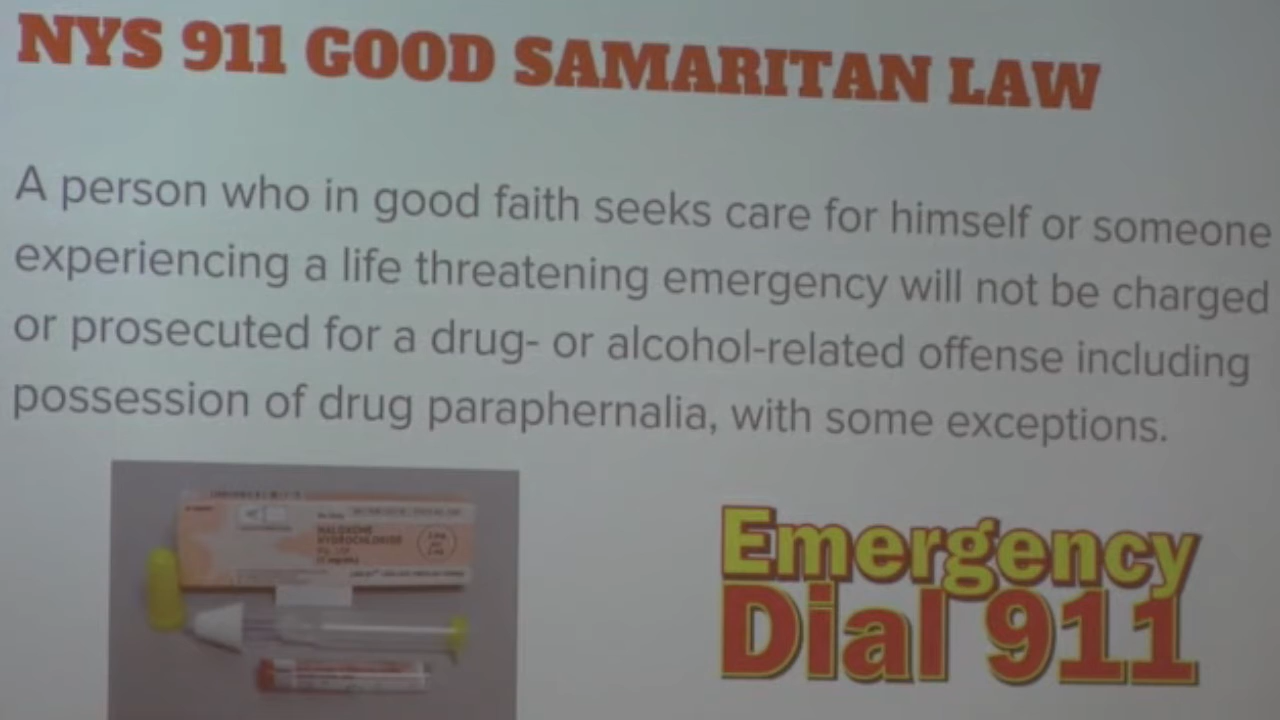 NYS 911 GOOD SAMARITAN LAW
A person who in good faith seeks care for himself or someone
experiencing a life threatening emergency will not be charged
or prosecuted for a drug- or alcohol-related offense including
possession of drug paraphernalia, with some exceptions.
NALOXONE
HYDROCHLORIDE
Emergency
Dial 911